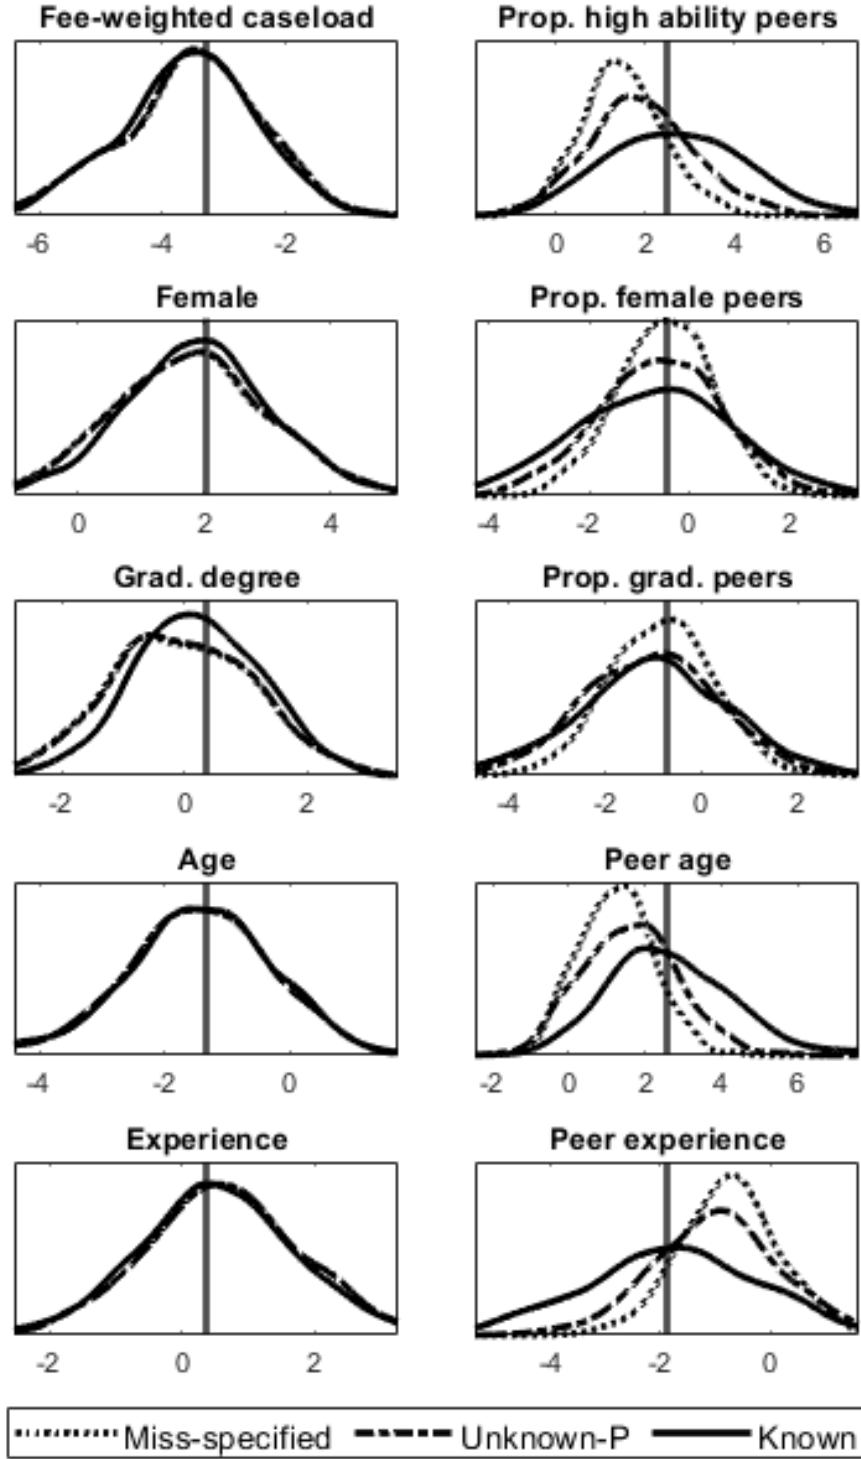 Fee-weighted caseload Prop. high ability peers
-6 -4 -2 0 2 4 6
Female Prop. female peers
0 2 4 -4 -2 0 2
Grad. degree Prop. grad. peers
-2 0 2 -4 -2 0 2
Age Peer age
-4 -2 0 -2 0 2 4 6
Experience Peer experience
-2 0 2 -4 -2 0
Miss-specified Unknown-P Known